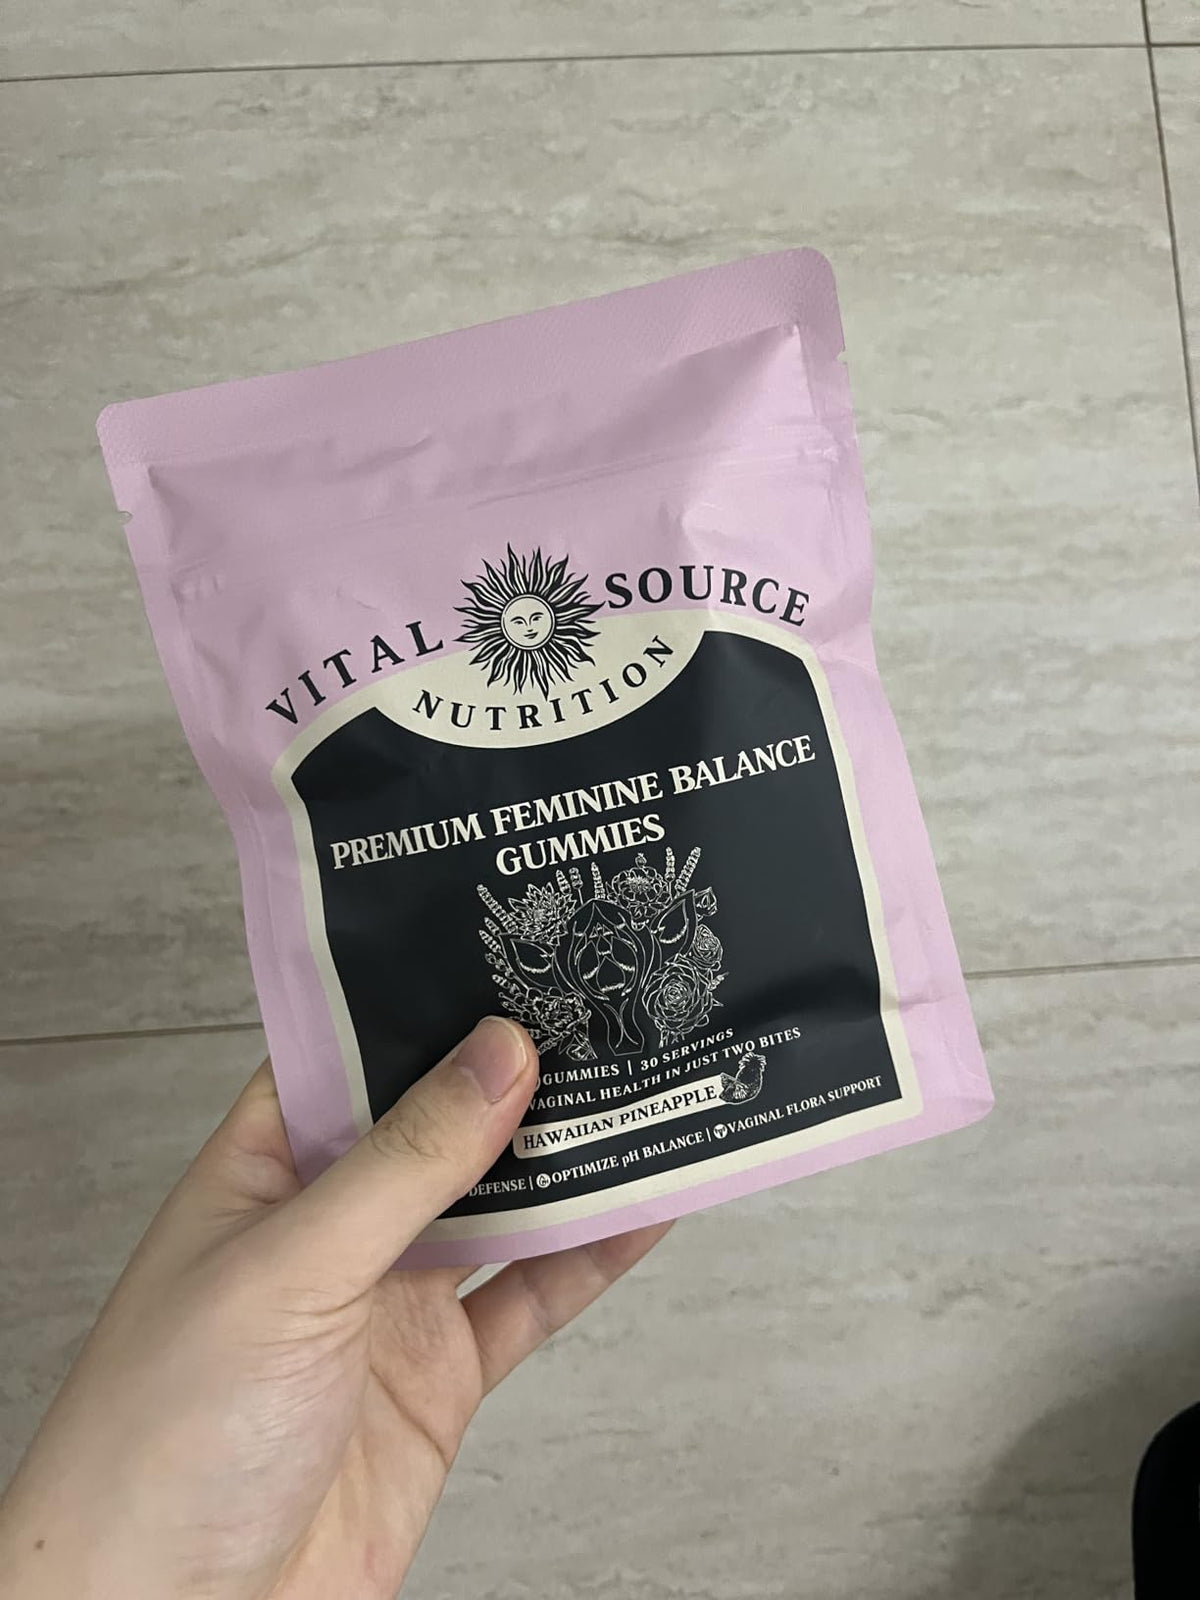 VITAL SOURCE
NUTRITION
PREMIUM FEMININE BALANCE
GUMMIES
GUMMIES | 30 SERVINGS
VAGINAL HEALTH IN JUST TWO BITES
HAWAIIAN PINEAPPLE
DEFENSE | OPTIMIZE pH BALANCE | VAGINAL FLORA SUPPORT